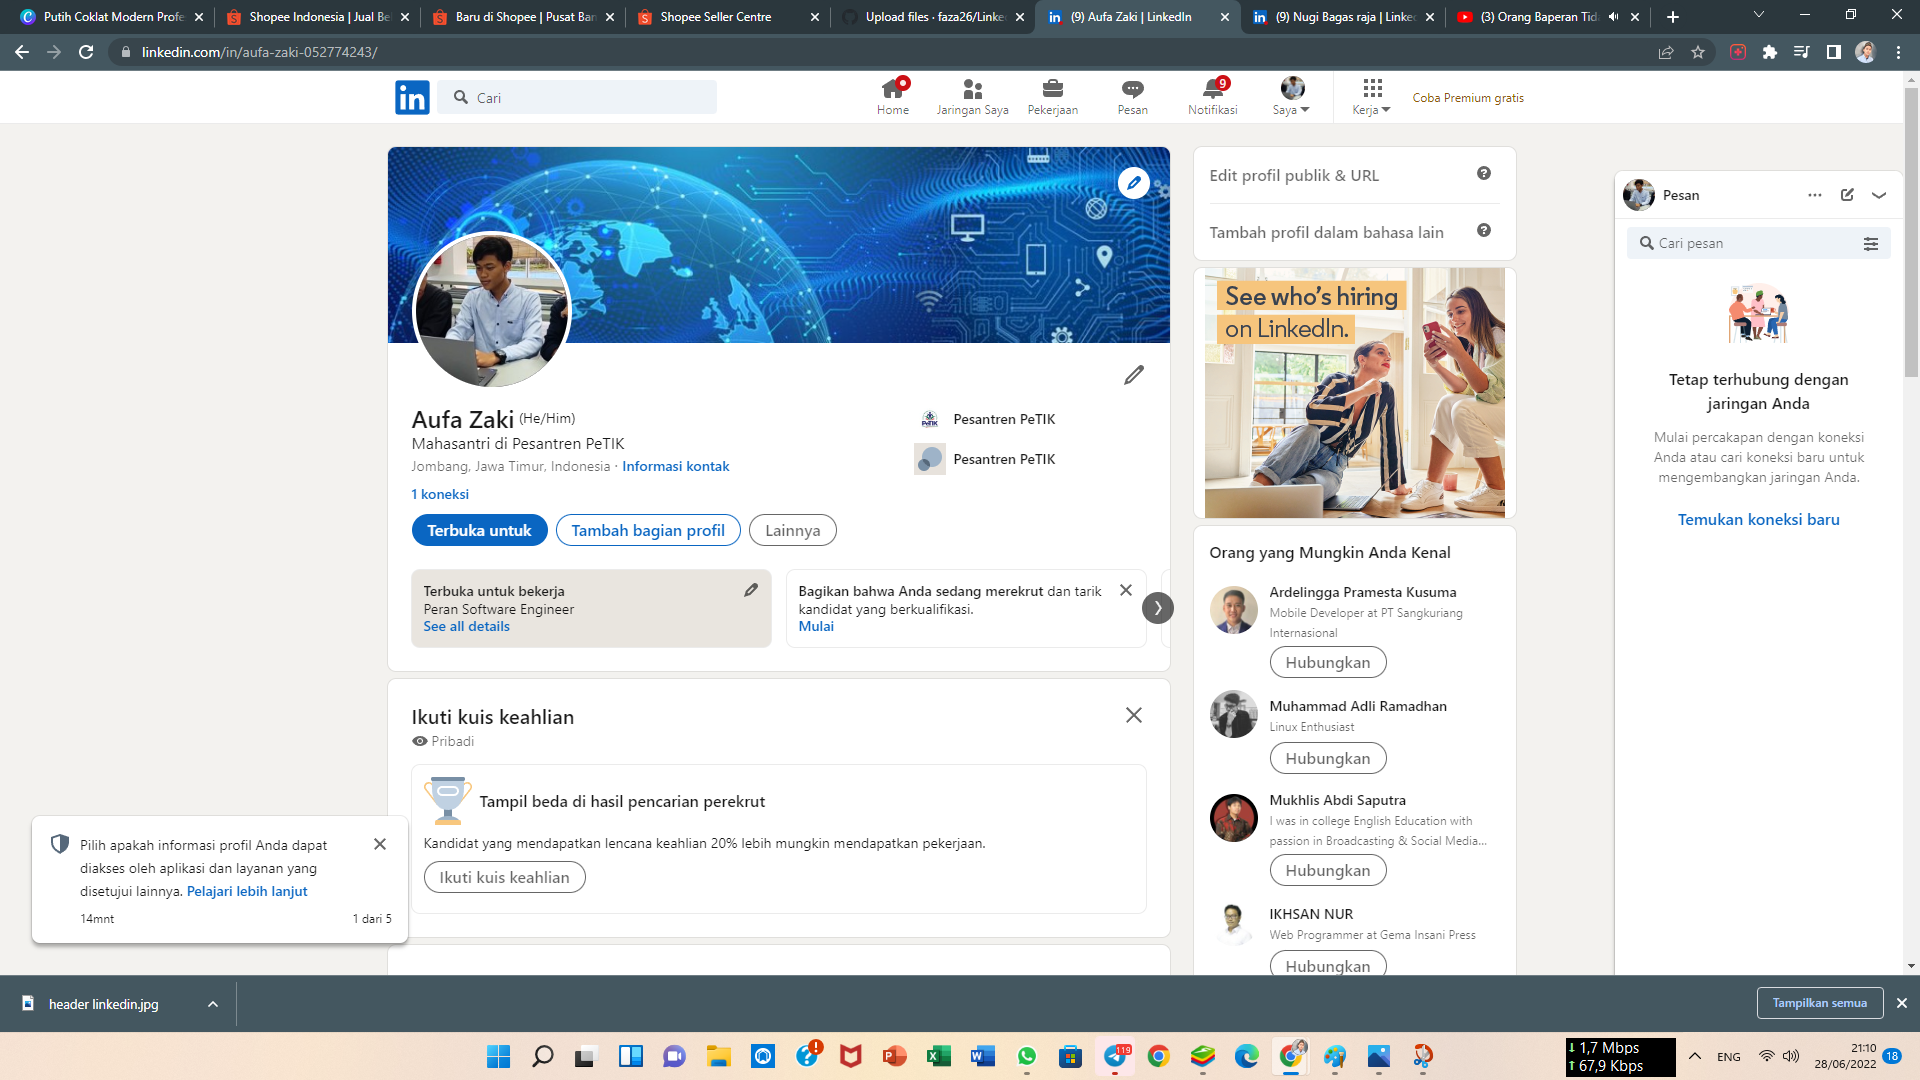 Putih Coklat Modern Profe
Shopee Indonesia | Jual Bel
Baru di Shopee | Pusat Ban
Shopee Seller Centre
Upload files · faza26/Linke
(9) Aufa Zaki | LinkedIn
(9) Nugi Bagas raja | Linke
(3) Orang Baperan Tid
linkedin.com/in/aufa-zaki-052774243/
in
Cari
Home
Jaringan Saya
Pekerjaan
Pesan
9
Notifikasi
Saya
Kerja
Coba Premium gratis
Aufa Zaki (He/Him)
Mahasantri di Pesantren PeTIK
Jombang, Jawa Timur, Indonesia · Informasi kontak
1 koneksi
PeTIK
Pesantren PeTIK
Pesantren PeTIK
Terbuka untuk
Tambah bagian profil
Lainnya
Terbuka untuk bekerja
Peran Software Engineer
See all details
Bagikan bahwa Anda sedang merekrut dan tarik
kandidat yang berkualifikasi.
Mulai
Ikuti kuis keahlian
Pribadi
Tampil beda di hasil pencarian perekrut
Kandidat yang mendapatkan lencana keahlian 20% lebih mungkin mendapatkan pekerjaan.
Ikuti kuis keahlian
Edit profil publik & URL
Tambah profil dalam bahasa lain
See who's hiring
on LinkedIn.
Orang yang Mungkin Anda Kenal
Ardelingga Pramesta Kusuma
Mobile Developer at PT Sangkuriang
Internasional
Hubungkan
Muhammad Adli Ramadhan
Linux Enthusiast
Hubungkan
Mukhlis Abdi Saputra
I was in college English Education with
passion in Broadcasting & Social Media...
Hubungkan
IKHSAN NUR
Web Programmer at Gema Insani Press
Hubungkan
Pesan
Cari pesan
Tetap terhubung dengan
jaringan Anda
Mulai percakapan dengan koneksi
Anda atau cari koneksi baru untuk
mengembangkan jaringan Anda.
Temukan koneksi baru
Pilih apakah informasi profil Anda dapat
diakses oleh aplikasi dan layanan yang
disetujui lainnya. Pelajari lebih lanjut
14mnt
1 dari 5
header linkedin.jpg
Tampilkan semua
119
1,7 Mbps
67,9 Kbps
ENG
21:10
28/06/2022
18